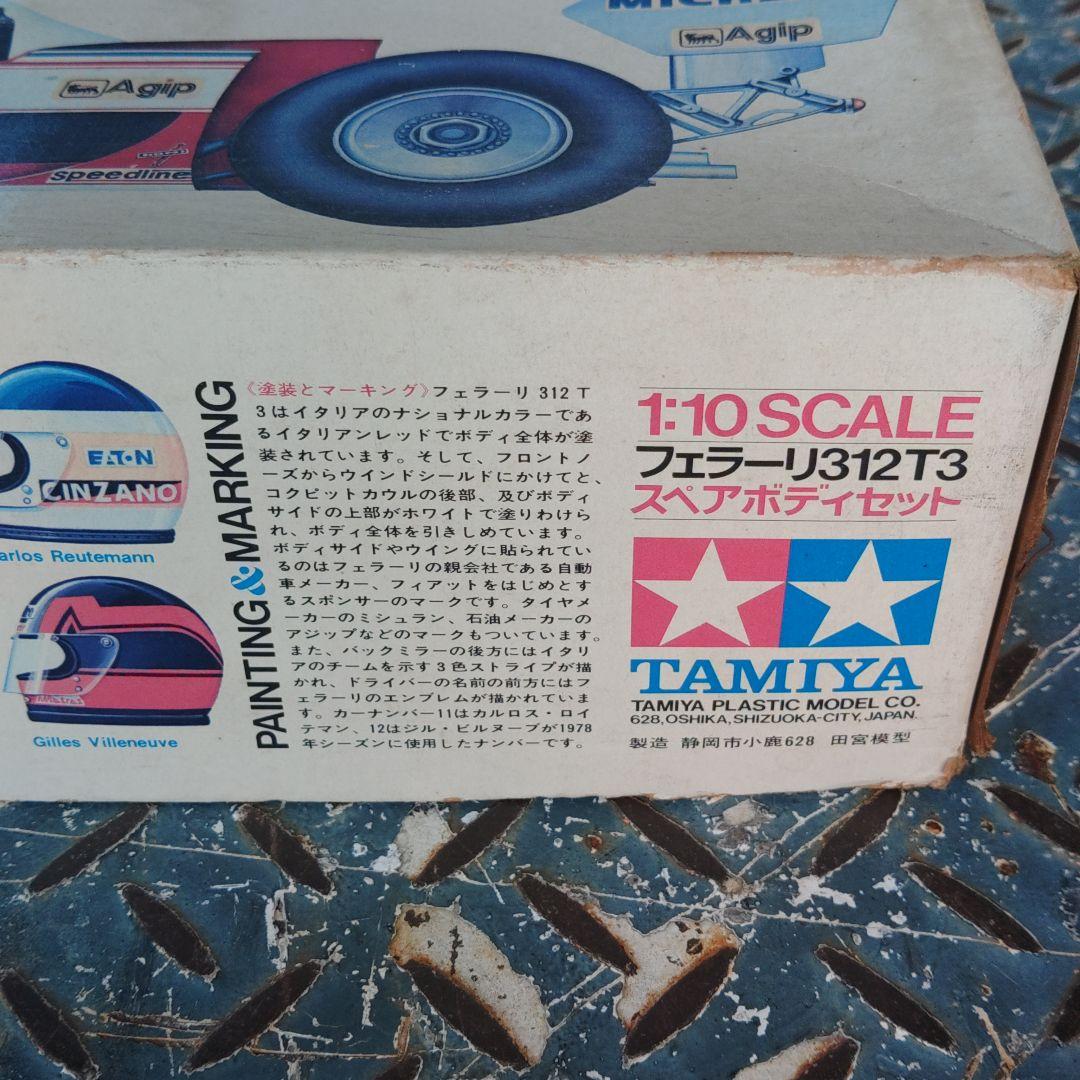 Agip
Agip
Speedline
EATON
CINZANO
Carlos Reutemann
Gilles Villeneuve
PAINTING & MARKING
《塗装とマーキング》フェラーリ 312 T
3はイタリアのナショナルカラーであ
るイタリアンレッドでボディ全体が塗
装されています。そして、フロントノ
ーズからウインドシールドにかけてと、
コクピットカウルの後部、及びボディ
サイドの上部がホワイトで塗りわけら
れ、ボディ全体を引きしめています。
ボディサイドやウイングに貼られてい
るのはフェラーリの親会社である自動
車メーカー、フィアットをはじめとす
るスポンサーのマークです。タイヤメ
ーカーのミシュラン、石油メーカーの
アジップなどのマークもついています。
また、バックミラーの後方にはイタリ
アのチームを示す3色ストライプが描
かれ、ドライバーの名前の前方にはフ
ェラーリのエンブレムが描かれていま
す。カーナンバー11はカルロス・ロイ
テマン、12はジル・ビルヌーブが1978
年シーズンに使用したナンバーです。
1:10 SCALE
フェラーリ312T3
スペアボディセット
TAMIYA
TAMIYA PLASTIC MODEL CO.
628, OSHIKA, SHIZUOKA-CITY, JAPAN.
製造 静岡市小鹿628 田宮模型